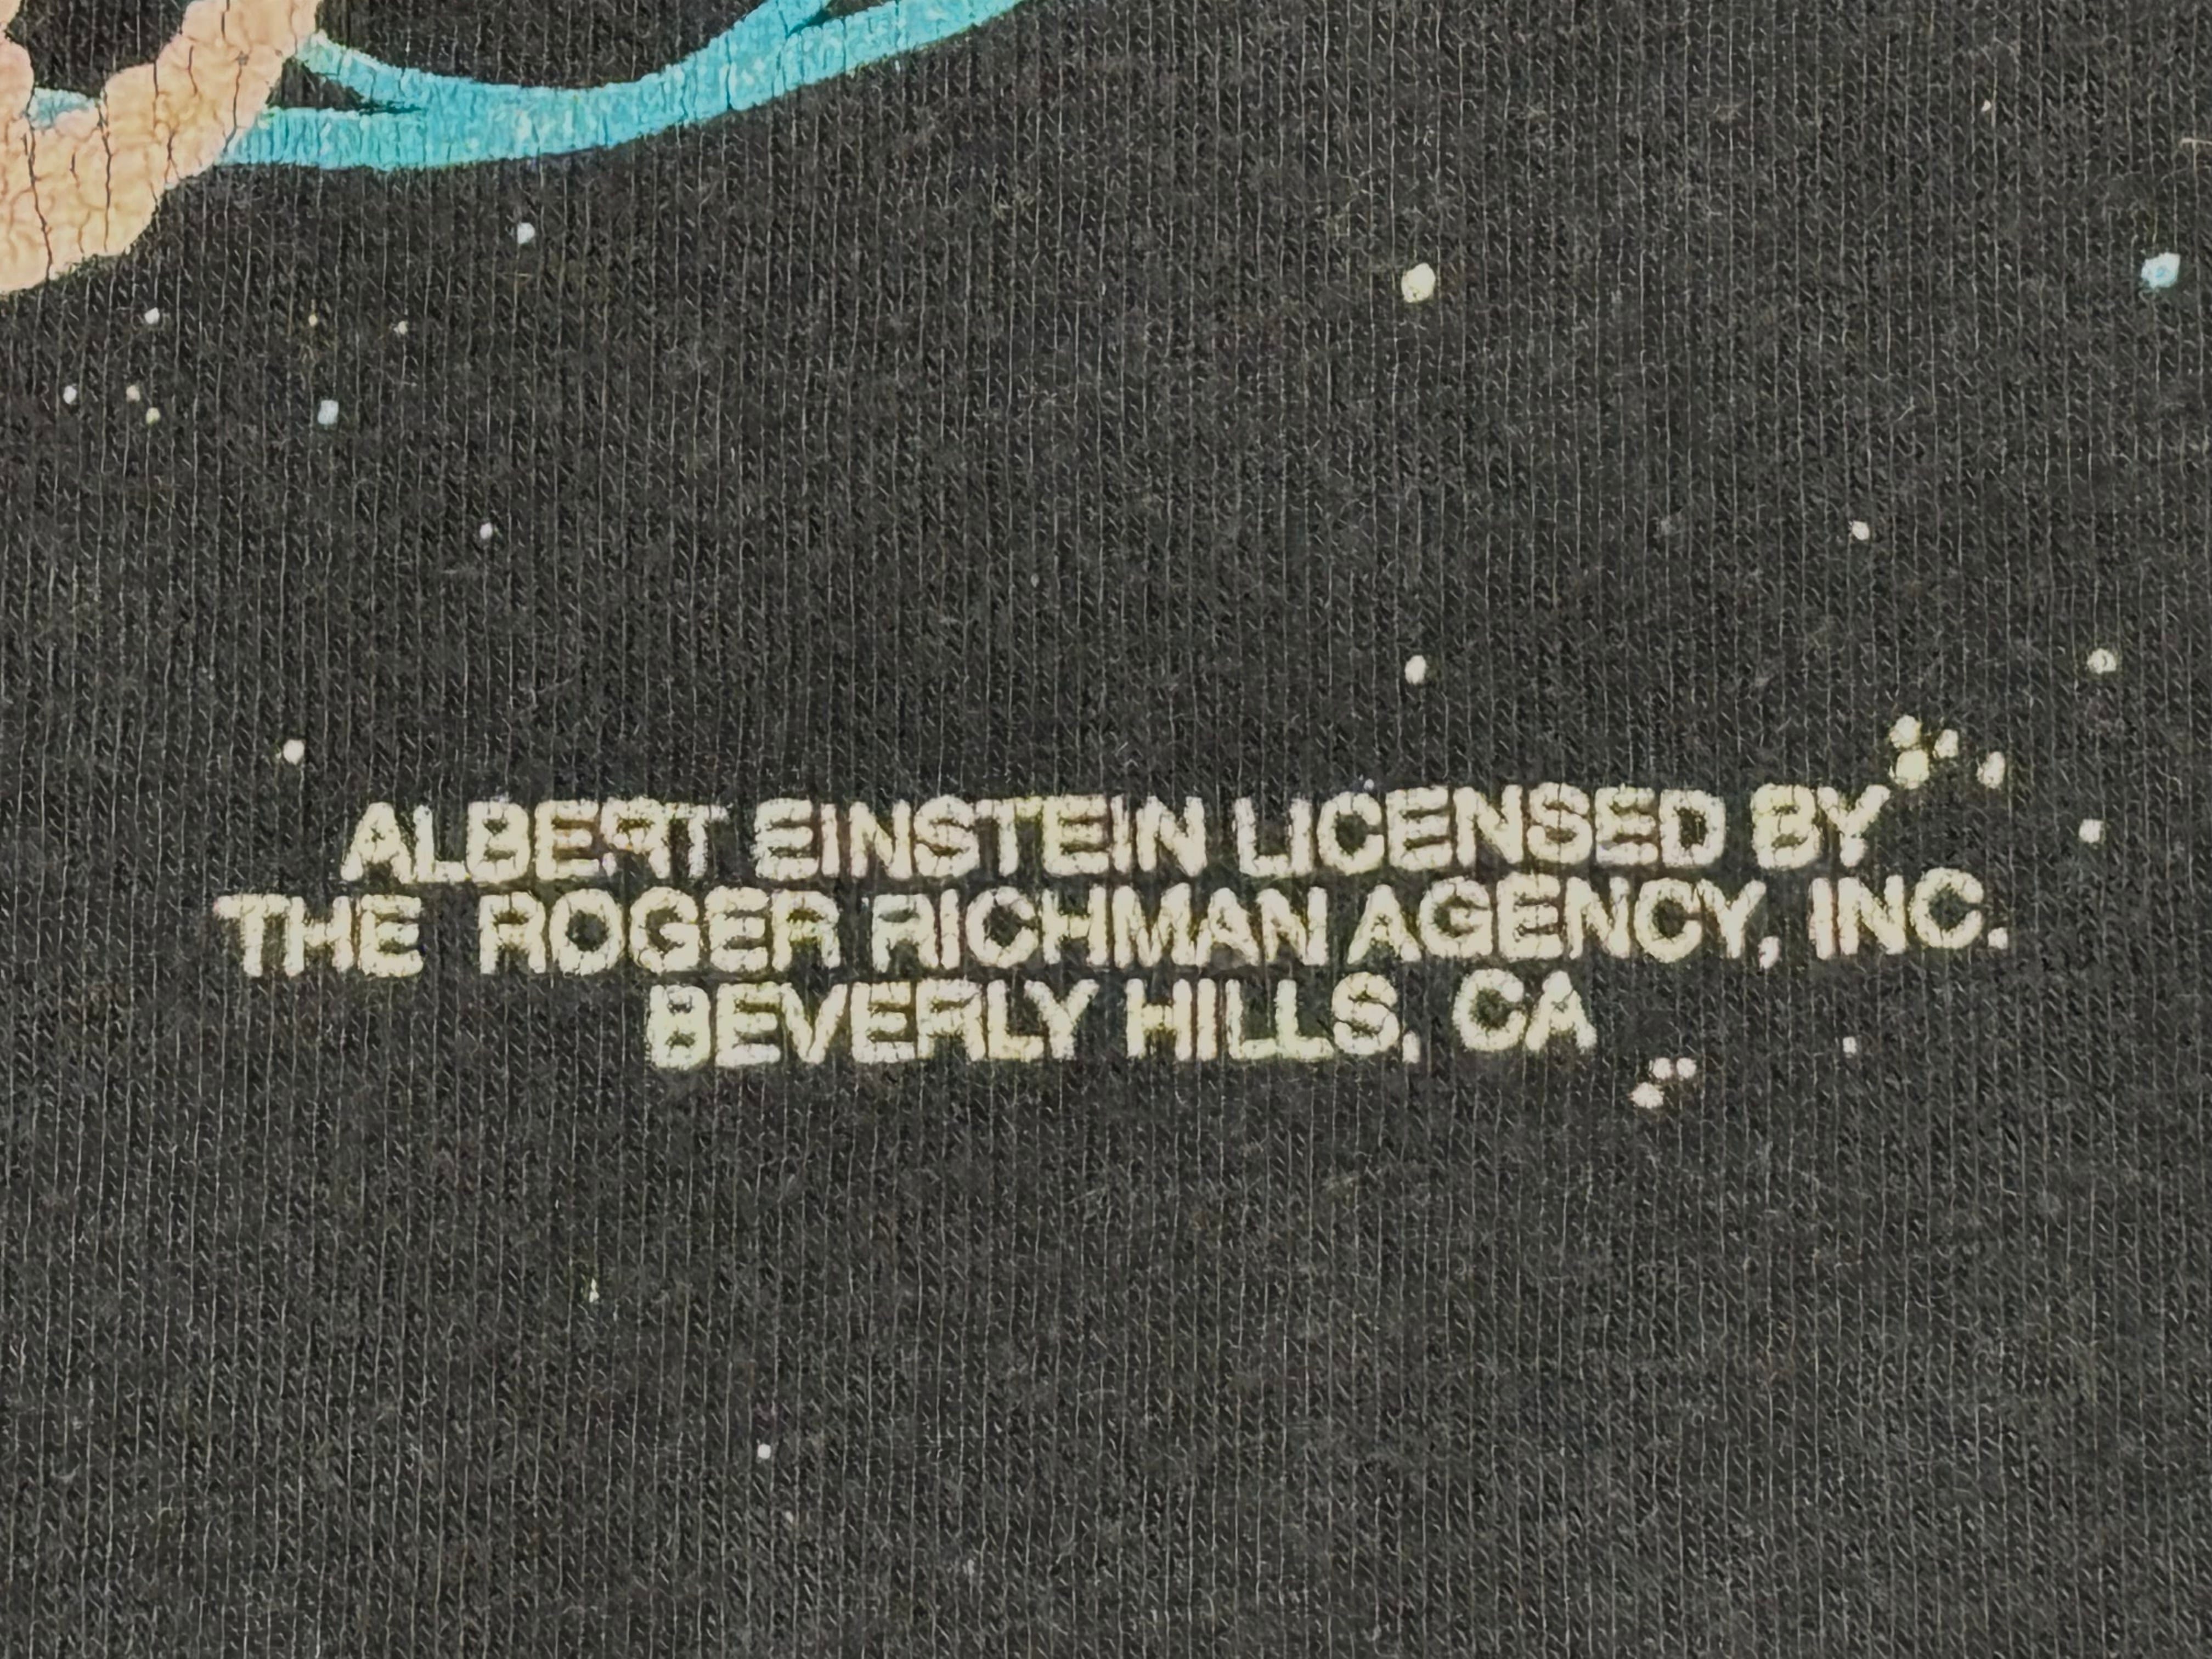 ALBERT EINSTEIN LICENSED BY
THE ROGER RICHMAN AGENCY, INC.
BEVERLY HILLS, CA